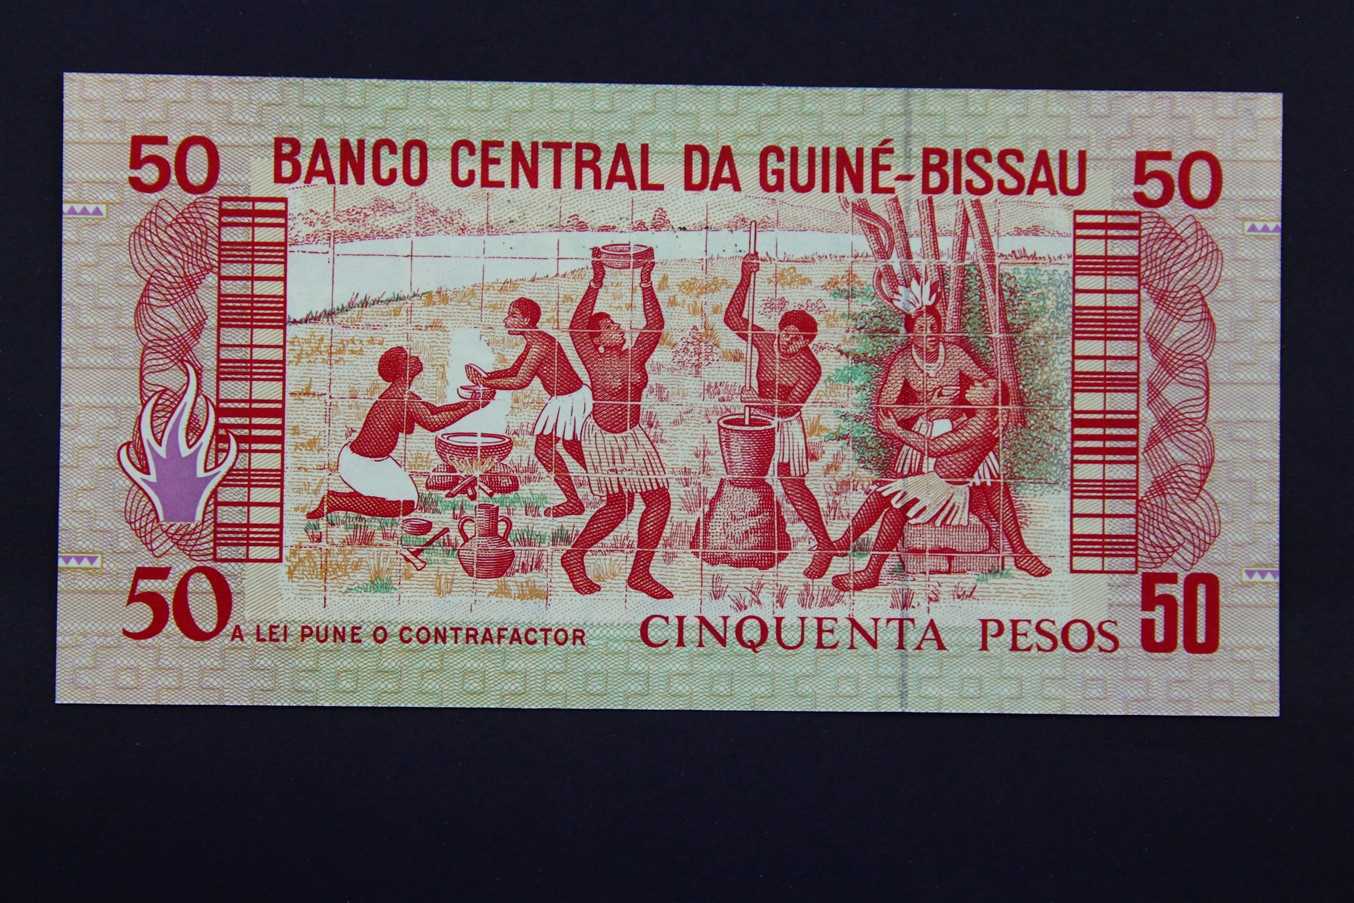 50 BANCO CENTRAL DA GUINÉ-BISSAU 50
50 A LEI PUNE O CONTRAFACTOR CINQUENTA PESOS 50